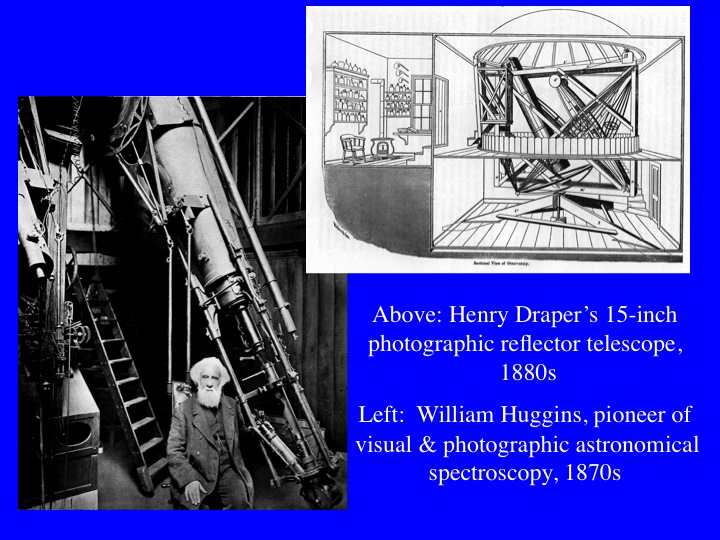 Sectional View of Observatory.
Above: Henry Draper’s 15-inch
photographic reflector telescope,
1880s
Left:  William Huggins, pioneer of
visual & photographic astronomical
spectroscopy, 1870s